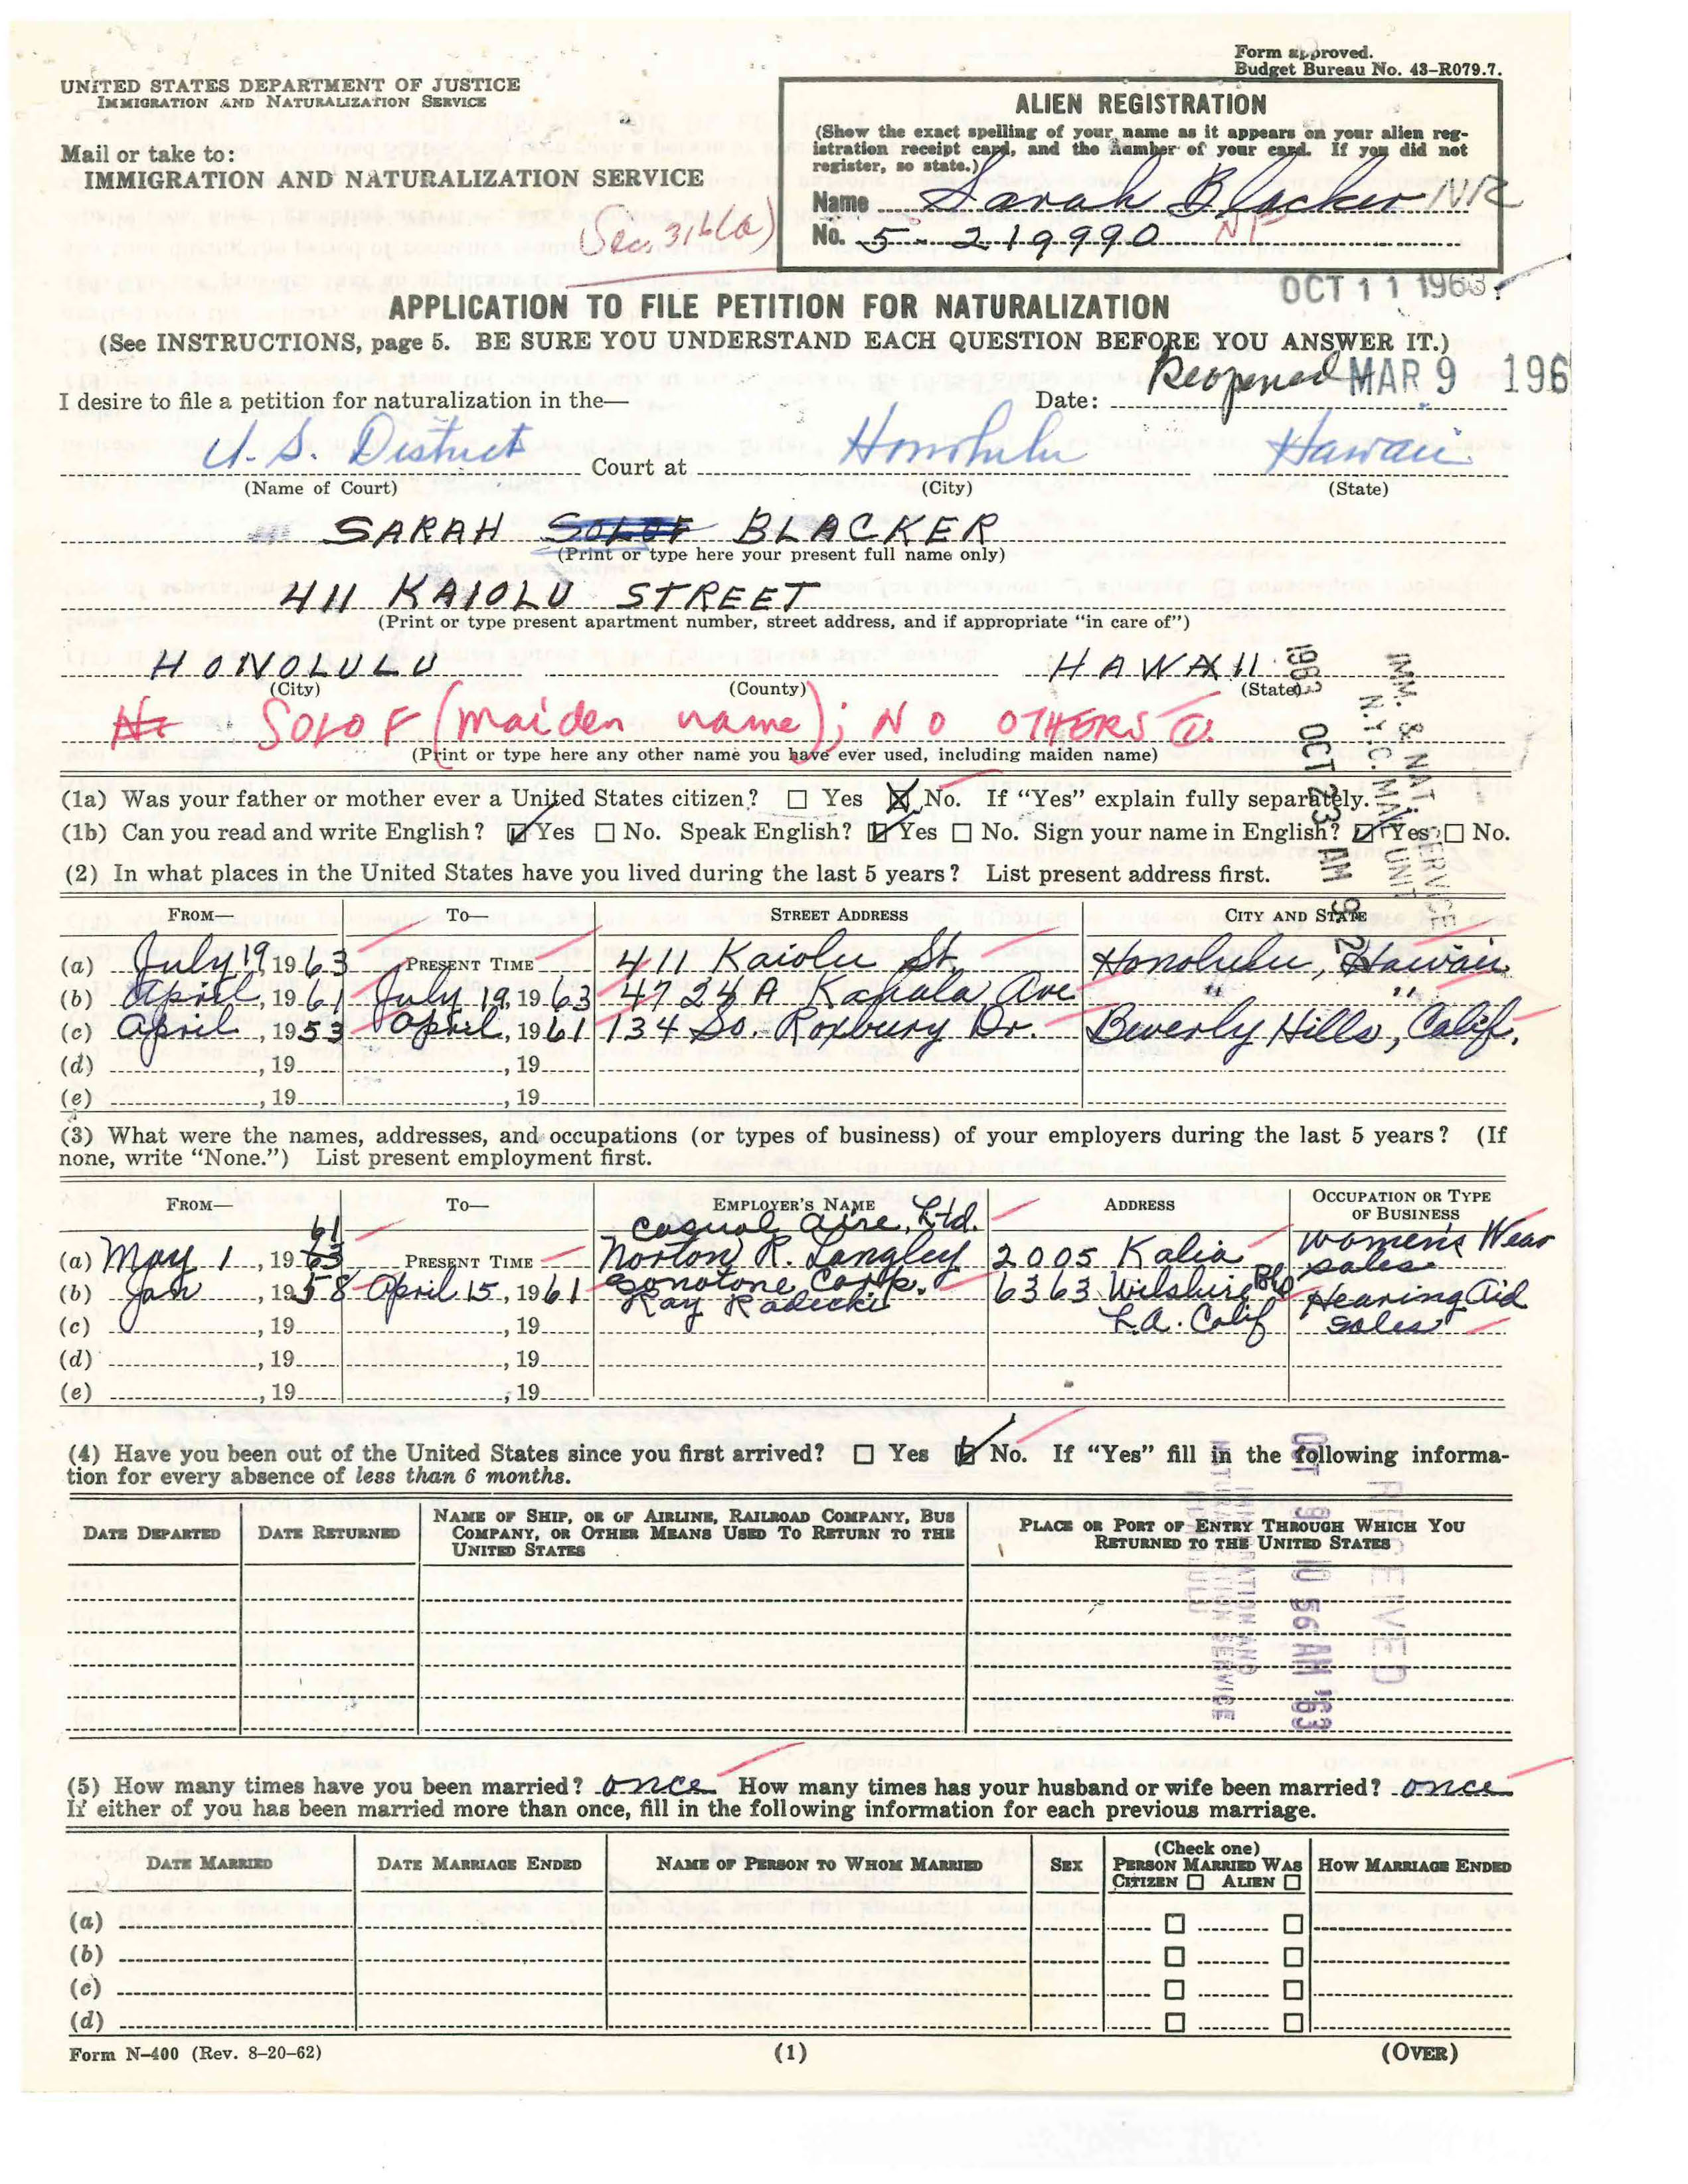 Form approved.
Budget Bureau No. 43-R079.7.
UNITED STATES DEPARTMENT OF JUSTICE
IMMIGRATION AND NATURALIZATION SERVICE
Mail or take to:
IMMIGRATION AND NATURALIZATION SERVICE
Sec. 316(a)
ALIEN REGISTRATION
(Show the exact spelling of your name as it appears on your alien reg-
istration receipt card, and the number of your card. If you did not
register, so state.)
Name Sarah Blacker NR
No. 5-219990 NF
OCT 11 1963
APPLICATION TO FILE PETITION FOR NATURALIZATION
(See INSTRUCTIONS, page 5. BE SURE YOU UNDERSTAND EACH QUESTION BEFORE YOU ANSWER IT.)
Reopened MAR 9 196
I desire to file a petition for naturalization in the— Date:
U.S. District Court at Honolulu Hawaii
(Name of Court) (City) (State)
SARAH SOLOF BLACKER
(Print or type here your present full name only)
411 KAIOLU STREET
(Print or type present apartment number, street address, and if appropriate "in care of")
HONOLULU HAWAII
(City) (County) (State)
SOLOF (maiden name); NO OTHERS
(Print or type here any other name you have ever used, including maiden name)
1963 OCT 23 AM 9 2
IMM. & NAT SERVICE
N.Y.C. MAIL UNIT
(1a) Was your father or mother ever a United States citizen? Yes No. If "Yes" explain fully separately.
(1b) Can you read and write English? Yes No. Speak English? Yes No. Sign your name in English? Yes No.
(2) In what places in the United States have you lived during the last 5 years? List present address first.
FROM— TO— STREET ADDRESS CITY AND STATE
(a) July 19, 1963 PRESENT TIME 411 Kaiolu St. Honolulu, Hawaii
(b) April, 1961 July 19, 1963 4724A Kahala Ave " "
(c) April, 1953 April, 1961 134 So. Roxbury Dr. Beverly Hills, Calif.
(d) , 19 , 19
(e) , 19 , 19
(3) What were the names, addresses, and occupations (or types of business) of your employers during the last 5 years? (If
none, write "None.") List present employment first.
FROM— TO— EMPLOYER'S NAME ADDRESS OCCUPATION OR TYPE OF BUSINESS
Casual Aire, Ltd.
(a) May 1, 19 63 61 PRESENT TIME Norton R. Langley 2005 Kalia Women's Wear sales
(b) Jan, 1958 April 15, 1961 Sonotone Corp. 6363 Wilshire Blvd Hearing Aid
Ray Radecki
(c) , 19 , 19 L.A. Calif sales
(d) , 19 , 19
(e) , 19 , 19
(4) Have you been out of the United States since you first arrived? Yes No. If "Yes" fill in the following informa-
tion for every absence of less than 6 months.
DATE DEPARTED DATE RETURNED NAME OF SHIP, OR OF AIRLINE, RAILROAD COMPANY, BUS COMPANY, OR OTHER MEANS USED TO RETURN TO THE UNITED STATES PLACE OR PORT OF ENTRY THROUGH WHICH YOU RETURNED TO THE UNITED STATES
RECEIVED
OCT 9 10 56 AM '63
IMMIGRATION AND
NATURALIZATION SERVICE
HONOLULU
(5) How many times have you been married? once How many times has your husband or wife been married? once
If either of you has been married more than once, fill in the following information for each previous marriage.
DATE MARRIED DATE MARRIAGE ENDED NAME OF PERSON TO WHOM MARRIED SEX (Check one) PERSON MARRIED WAS CITIZEN ALIEN HOW MARRIAGE ENDED
(a)
(b)
(c)
(d)
Form N-400 (Rev. 8-20-62) (1) (OVER)